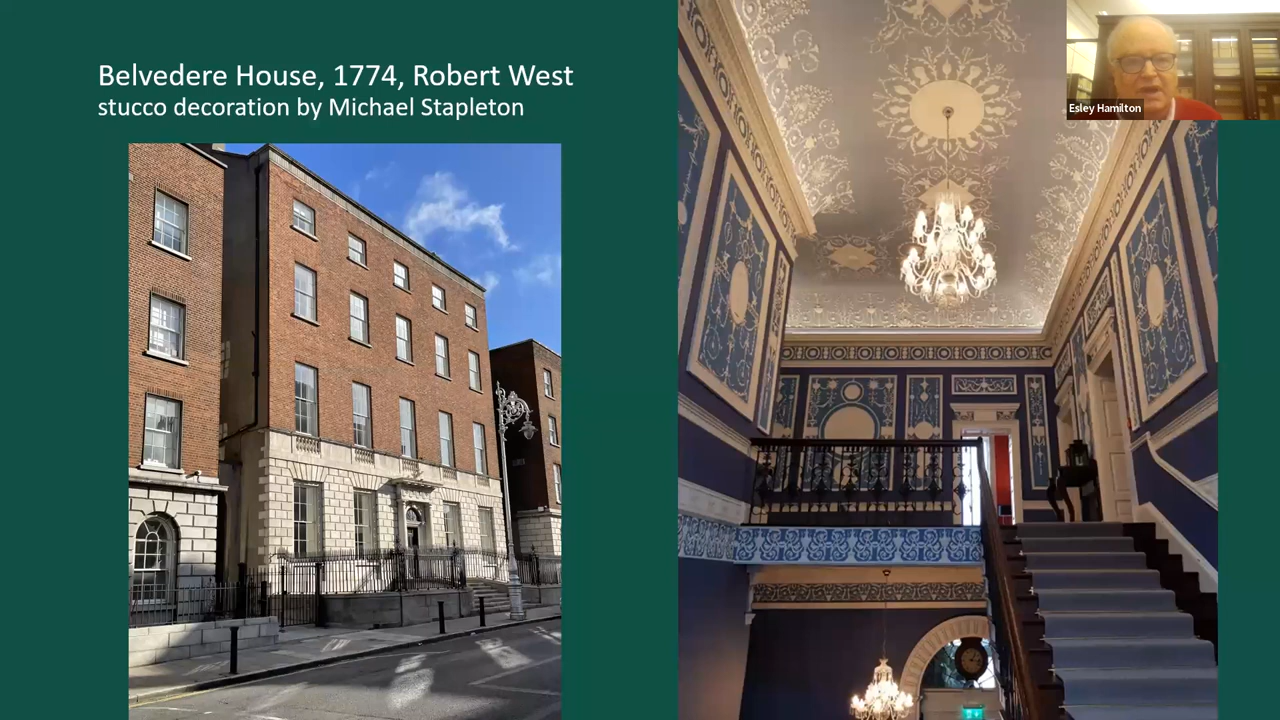 Belvedere House, 1774, Robert West
stucco decoration by Michael Stapleton
Esley Hamilton